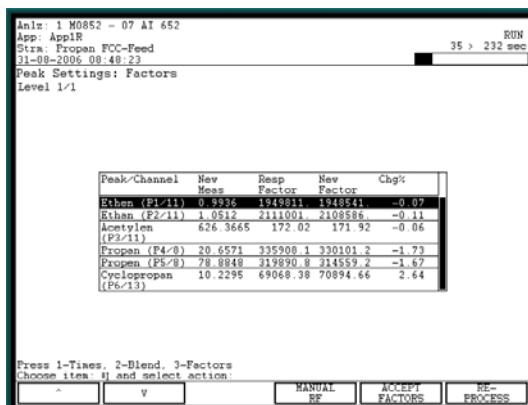 Anlz: 1 M0852 - 07 AI 652
App: App1R
RUN
Strm: Propan FCC-Feed
35 > 232 sec
31-08-2006 08:48:23
Peak Settings: Factors
Level 1/1
Peak/Channel New Meas Resp Factor New Factor Chg%
Ethen (P1/11) 0.9936 1949811. 1948541. -0.07
Ethan (P2/11) 1.0512 2111001. 2108586. -0.11
Acetylen (P3/11) 626.3665 172.02 171.92 -0.06
Propan (P4/8) 20.6571 335908.1 330101.2 -1.73
Propen (P5/8) 78.8848 319890.8 314559.2 -1.67
Cyclopropan (P6/13) 10.2295 69068.38 70894.66 2.64
Press 1-Times, 2-Blend, 3-Factors
Choose item: and select action:
^ V MANUAL RF ACCEPT FACTORS RE-PROCESS